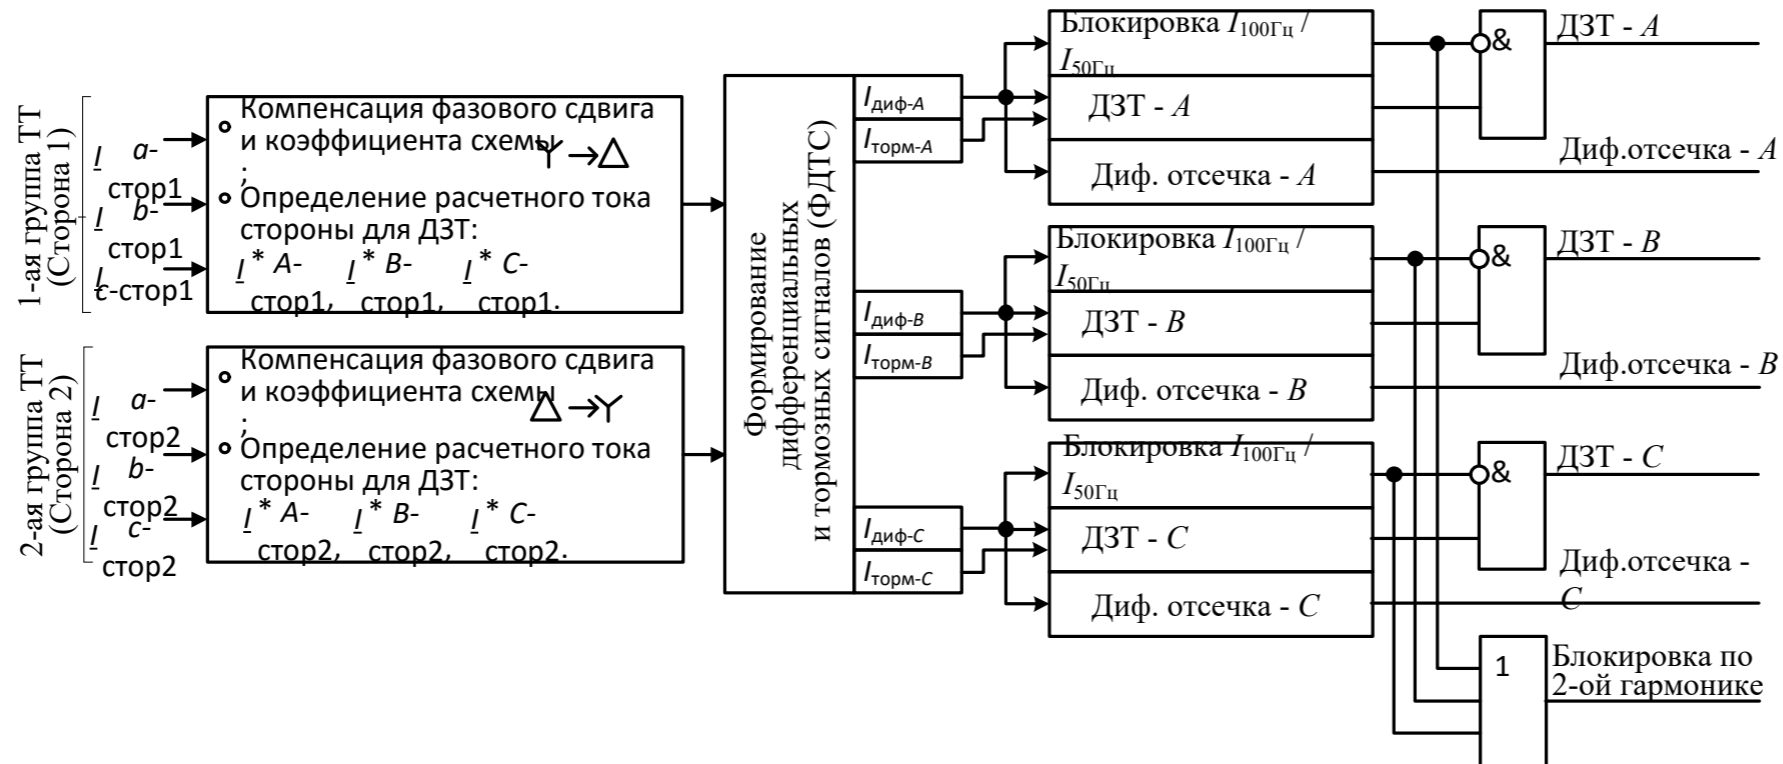 1-ая группа ТТ
(Сторона 1)
I a-
стор1
I b-
стор1
I
c-стор1
Компенсация фазового сдвига
и коэффициента схемы
;
Определение расчетного тока
стороны для ДЗТ:
I * A- I * B- I * C-
стор1, стор1, стор1.
2-ая группа ТТ
(Сторона 2)
I a-
стор2
I b-
стор2
I c-
стор2
Компенсация фазового сдвига
и коэффициента схемы
;
Определение расчетного тока
стороны для ДЗТ:
I * A- I * B- I * C-
стор2, стор2, стор2.
Формирование
дифференциальных
и тормозных сигналов (ФДТС)
Iдиф-A
Iторм-A
Iдиф-B
Iторм-B
Iдиф-C
Iторм-C
Блокировка I100Гц /
I50Гц
ДЗТ - A
Диф. отсечка - A
Блокировка I100Гц /
I50Гц
ДЗТ - B
Диф. отсечка - B
Блокировка I100Гц /
I50Гц
ДЗТ - C
Диф. отсечка - C
&
ДЗТ - A
Диф.отсечка - A
&
ДЗТ - B
Диф.отсечка - B
&
ДЗТ - C
Диф.отсечка -
C
1
Блокировка по
2-ой гармонике